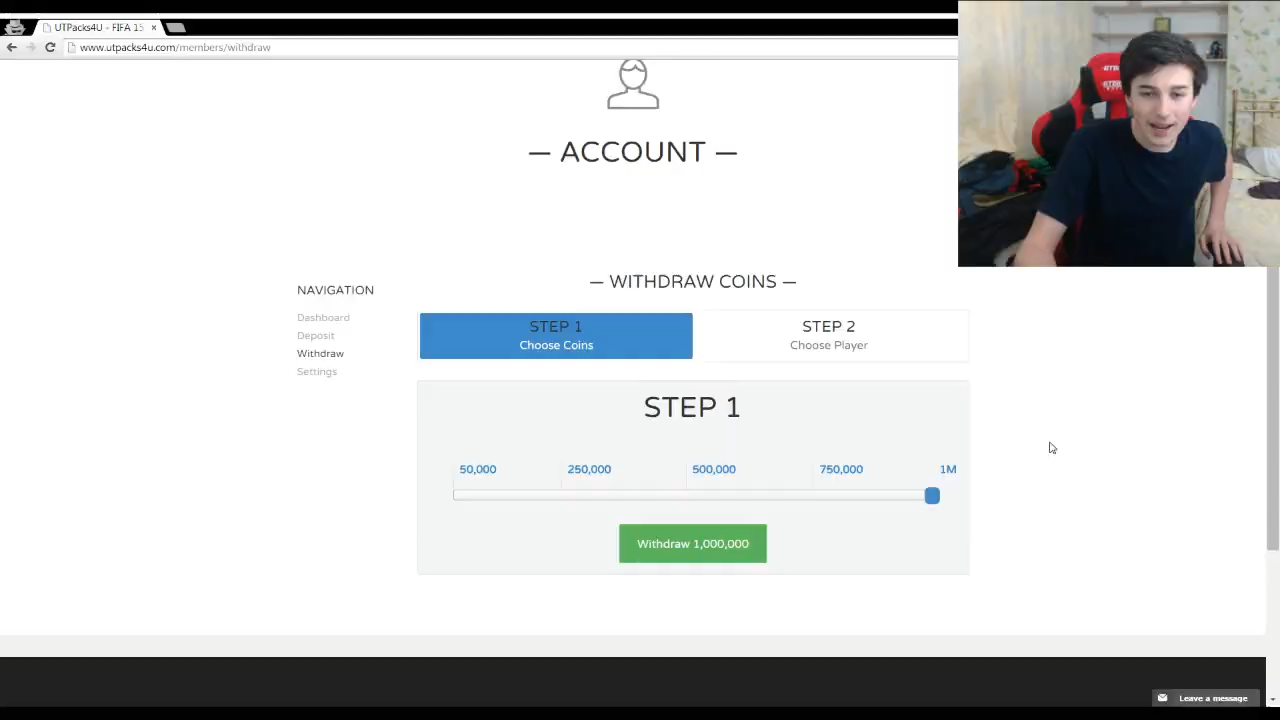 UTPacks4U - FIFA 15
www.utpacks4u.com/members/withdraw
— ACCOUNT —
— WITHDRAW COINS —
NAVIGATION
Dashboard
Deposit
Withdraw
Settings
STEP 1
Choose Coins
STEP 2
Choose Player
STEP 1
50,000 250,000 500,000 750,000 1M
Withdraw 1,000,000
Leave a message